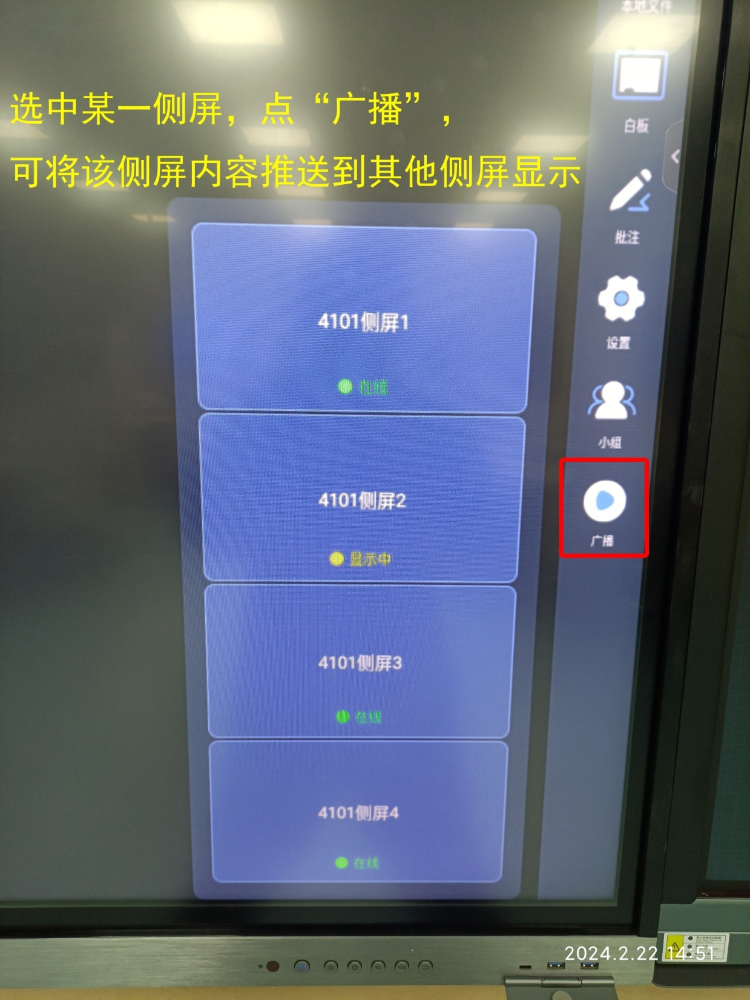 本地文件
白板
选中某一侧屏，点“广播”，
可将该侧屏内容推送到其他侧屏显示
批注
4101侧屏1
设置
在线
小组
4101侧屏2
广播
显示中
4101侧屏3
在线
4101侧屏4
在线
2024.2.22 14:51